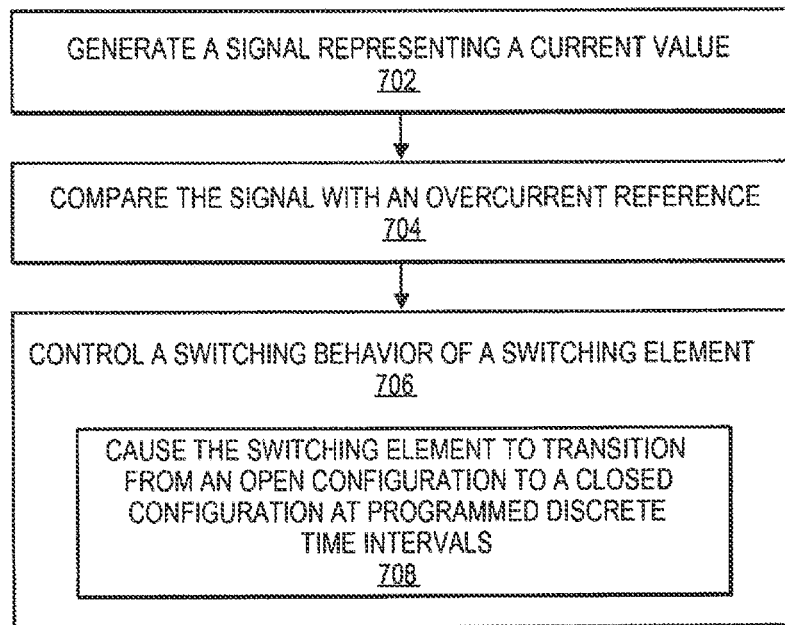 GENERATE A SIGNAL REPRESENTING A CURRENT VALUE
702
COMPARE THE SIGNAL WITH AN OVERCURRENT REFERENCE
704
CONTROL A SWITCHING BEHAVIOR OF A SWITCHING ELEMENT
706
CAUSE THE SWITCHING ELEMENT TO TRANSITION
FROM AN OPEN CONFIGURATION TO A CLOSED
CONFIGURATION AT PROGRAMMED DISCRETE
TIME INTERVALS
708